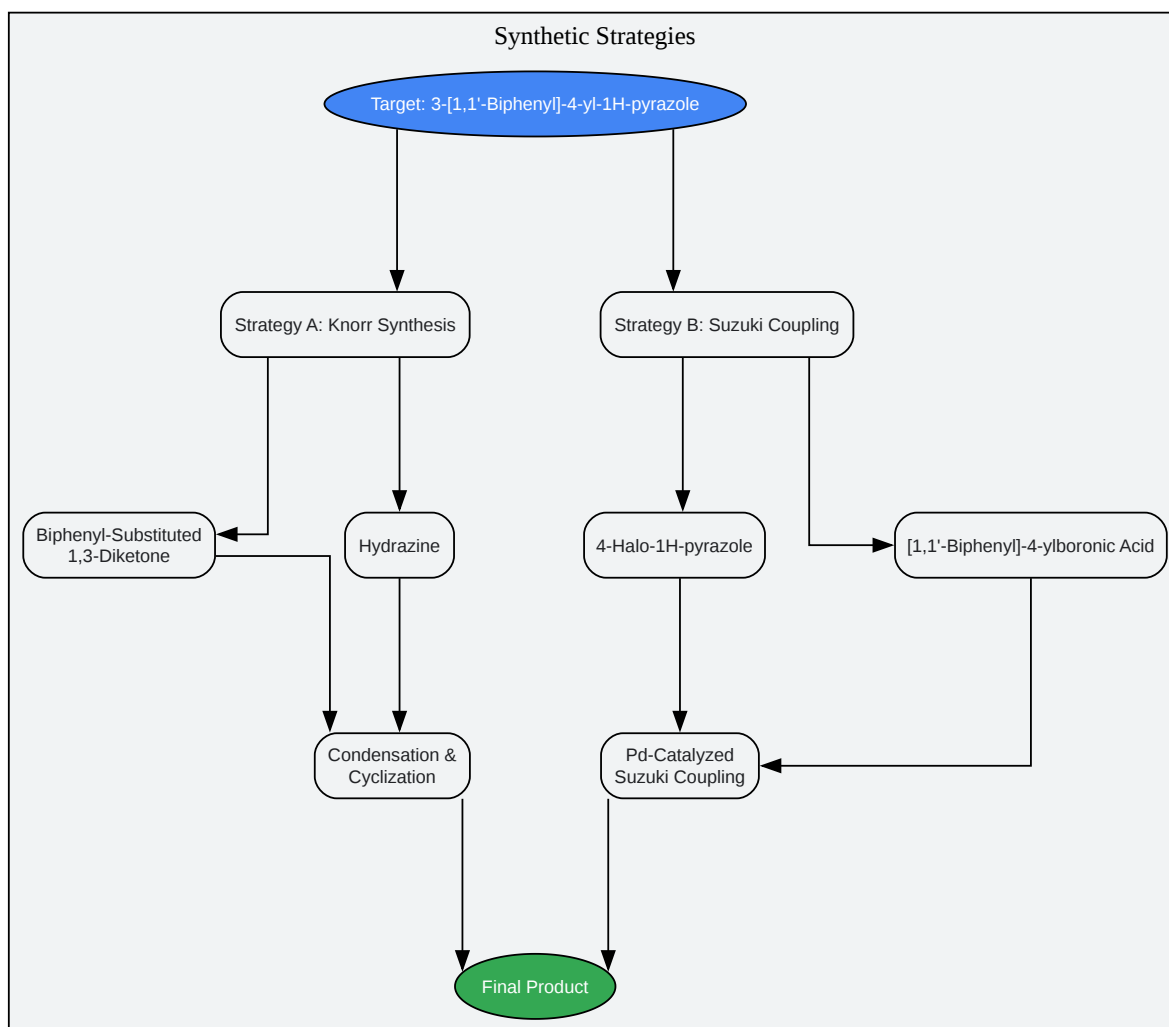 Synthetic Strategies
Target: 3-[1,1'-Biphenyl]-4-yl-1H-pyrazole
Strategy A: Knorr Synthesis
Strategy B: Suzuki Coupling
Biphenyl-Substituted
1,3-Diketone
Hydrazine
4-Halo-1H-pyrazole
[1,1'-Biphenyl]-4-ylboronic Acid
Condensation &
Cyclization
Pd-Catalyzed
Suzuki Coupling
Final Product